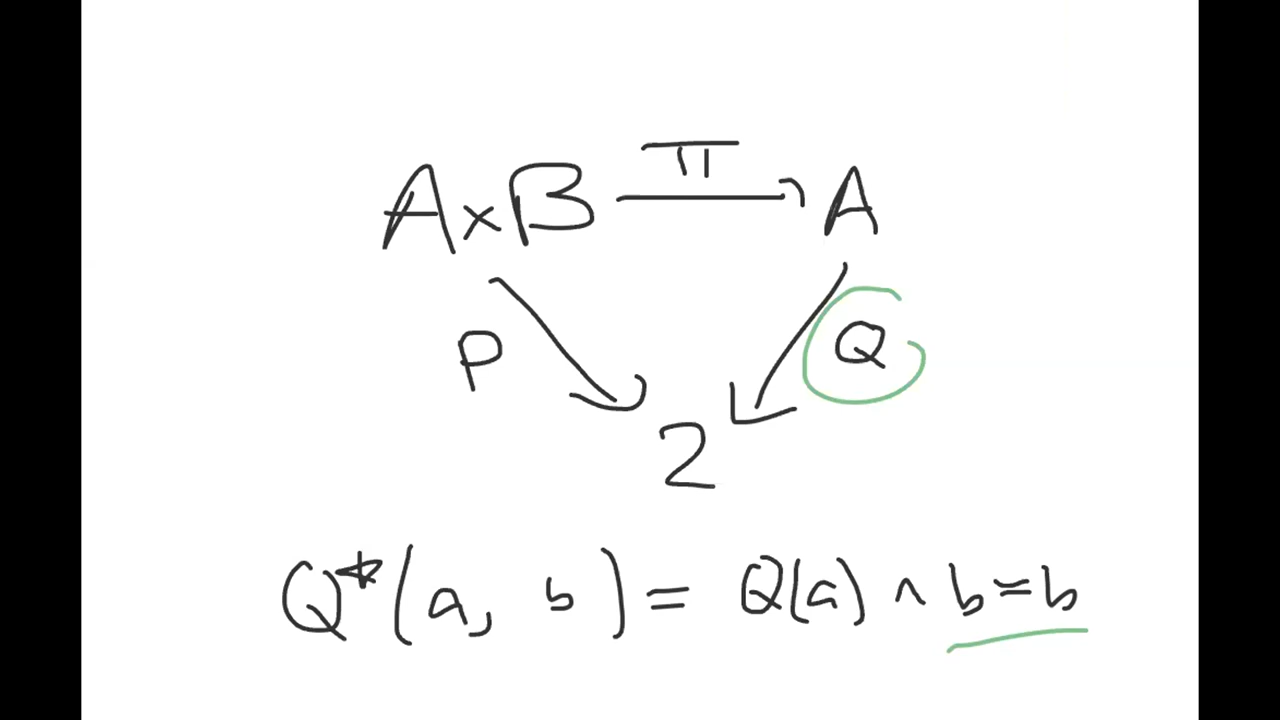 A×B π A
P Q
2
Q*(a, b) = Q(a) ∧ b=b